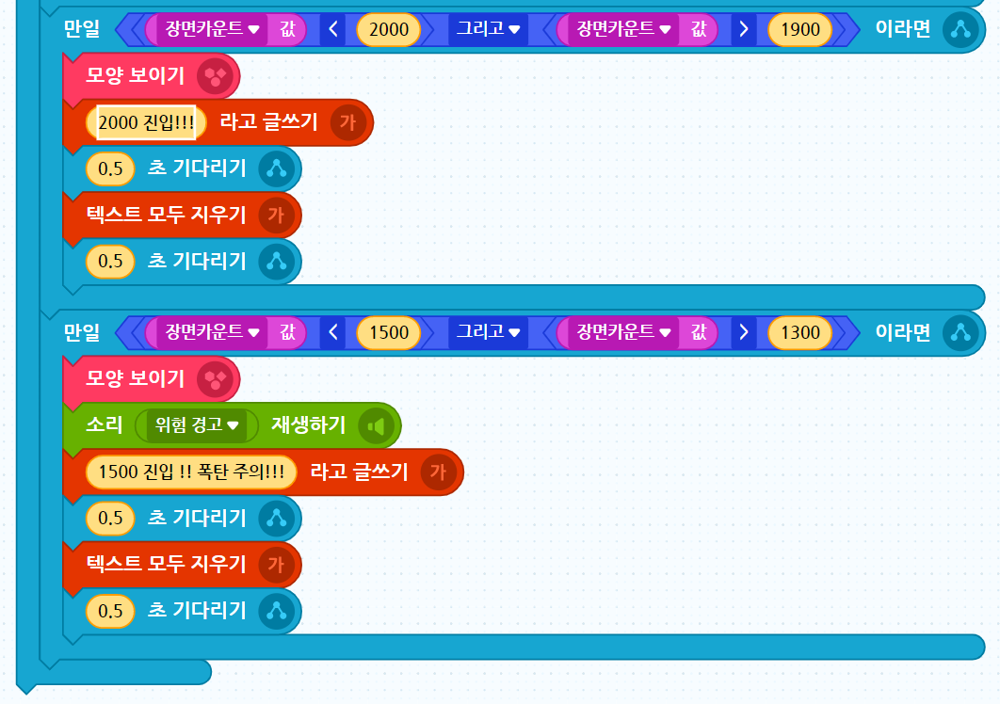 만일 장면카운트 값 < 2000 그리고 장면카운트 값 > 1900 이라면
모양 보이기
2000 진입!!! 라고 글쓰기 가
0.5 초 기다리기
텍스트 모두 지우기 가
0.5 초 기다리기
만일 장면카운트 값 < 1500 그리고 장면카운트 값 > 1300 이라면
모양 보이기
소리 위험 경고 재생하기
1500 진입 !! 폭탄 주의!!! 라고 글쓰기 가
0.5 초 기다리기
텍스트 모두 지우기 가
0.5 초 기다리기